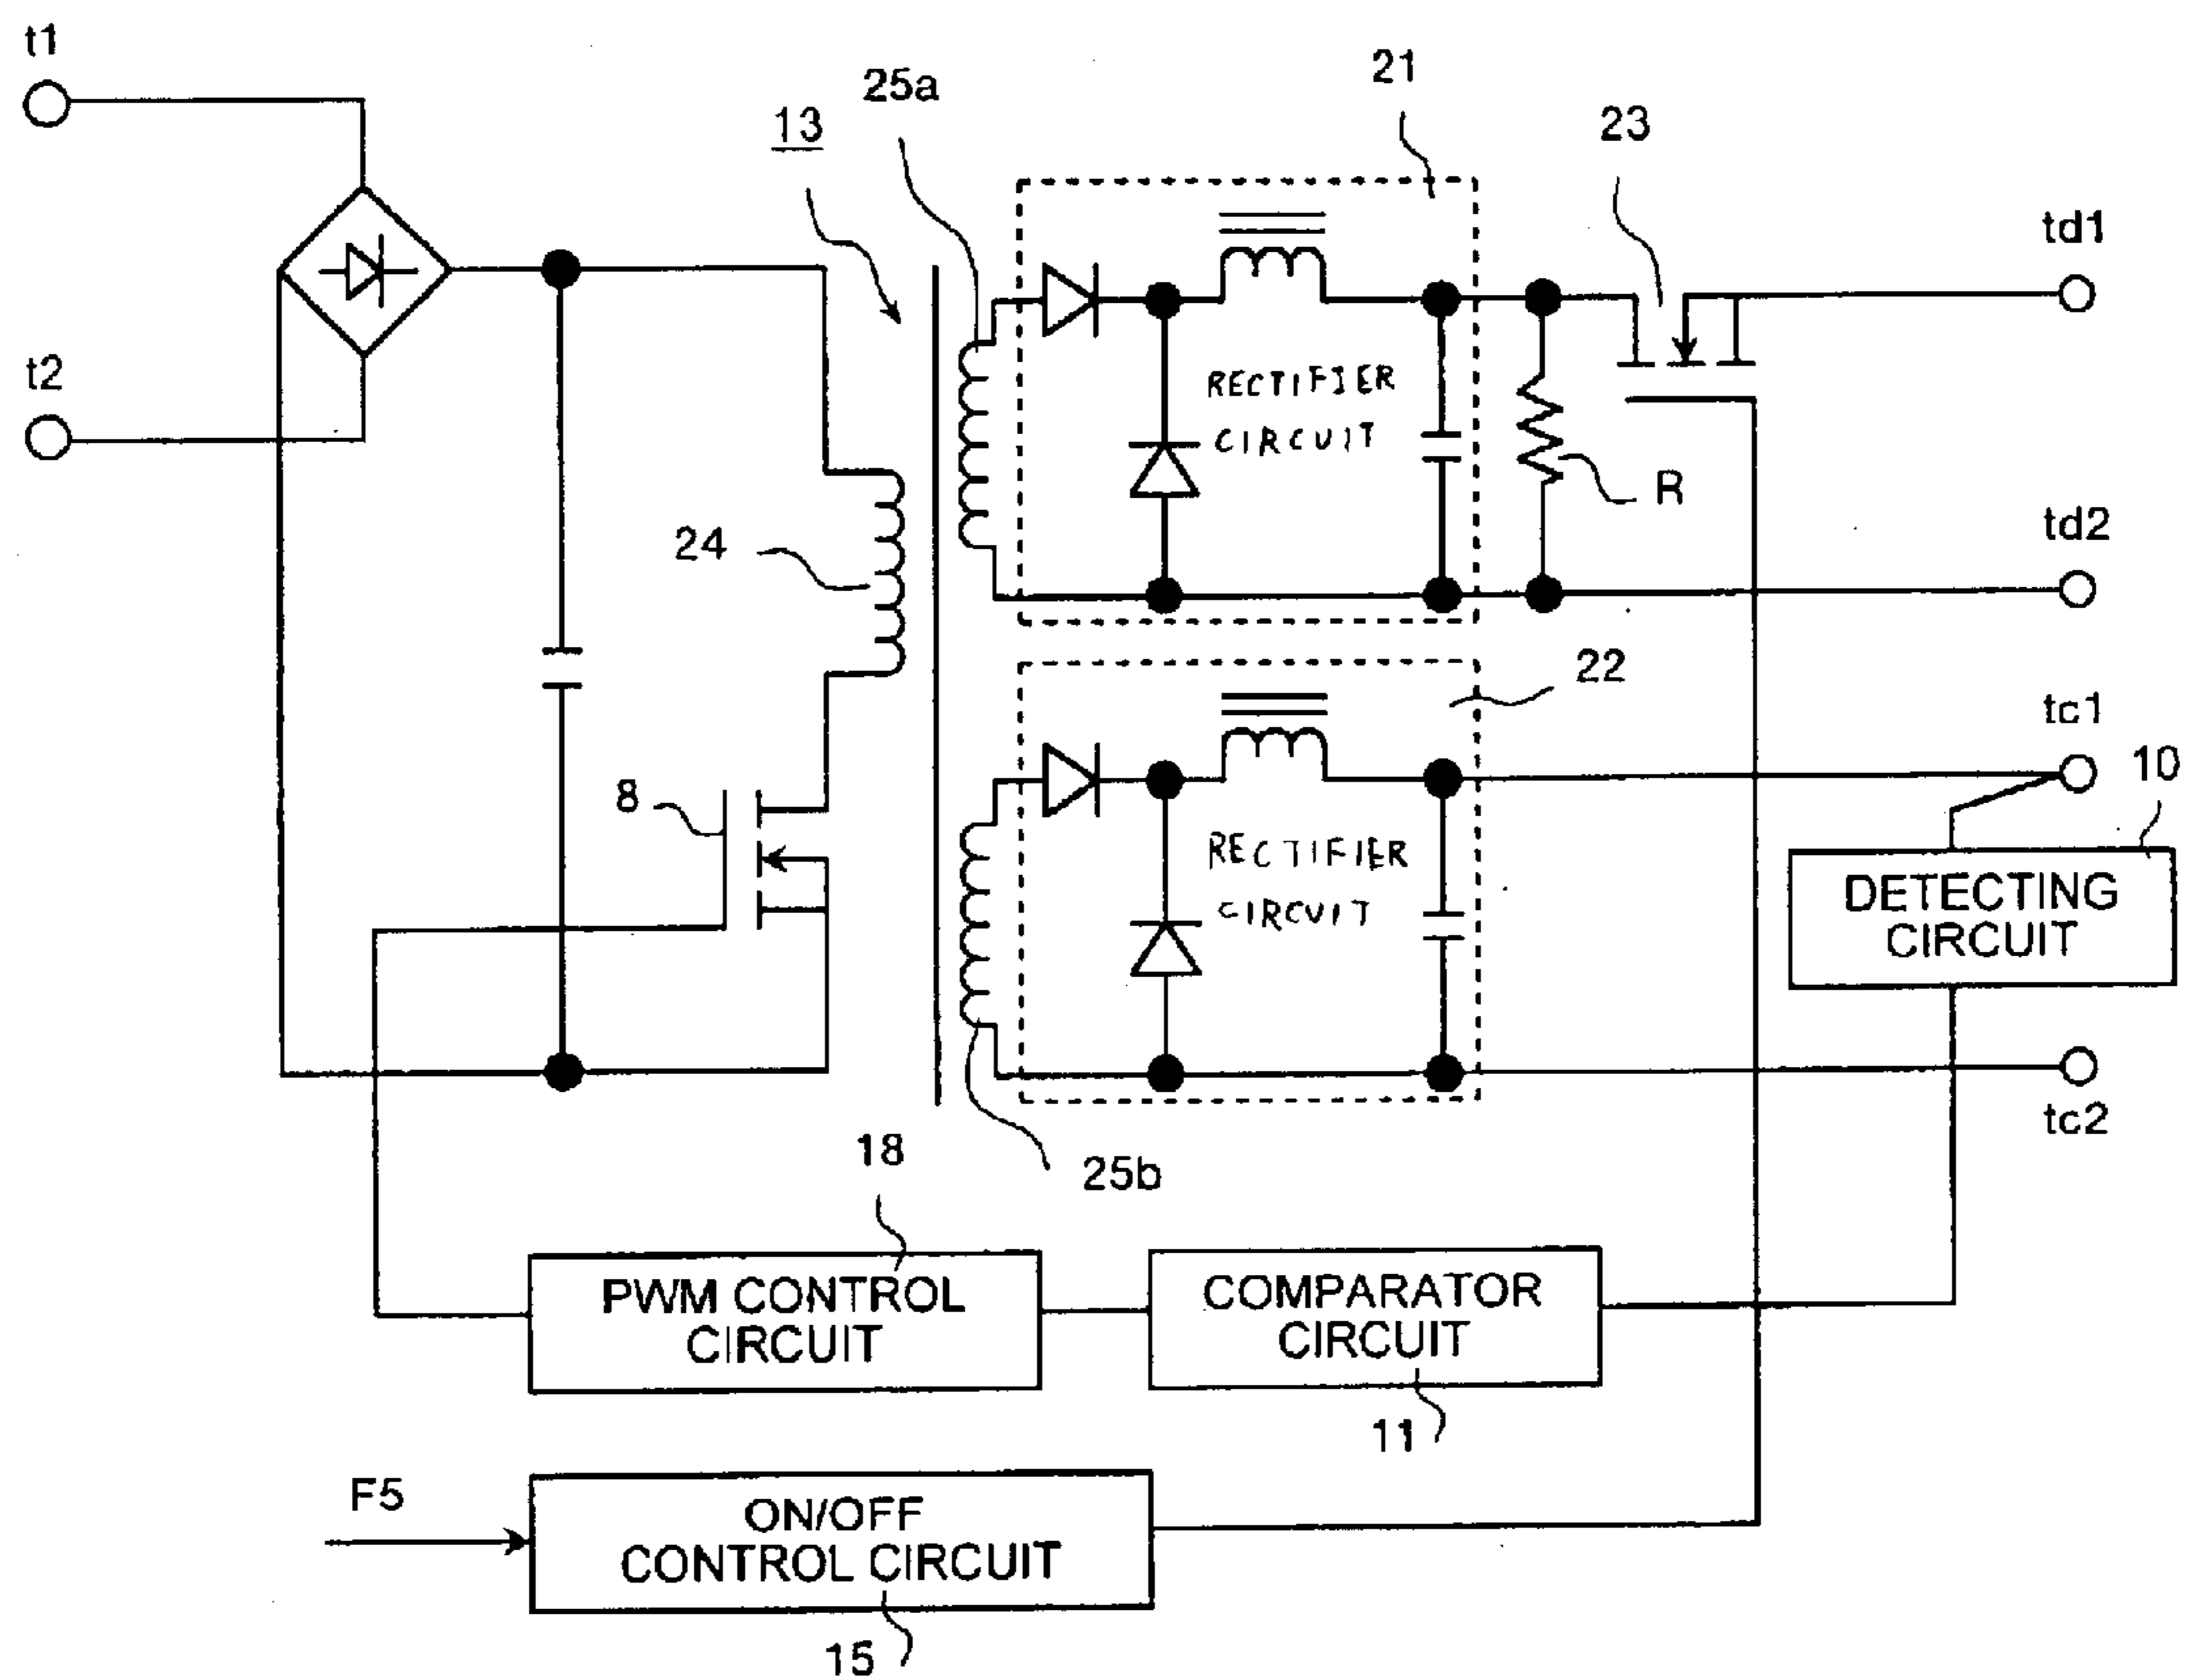 t1
25a
13
21
23
td1
t2
RECTIFIER
CIRCUIT
R
24
td2
22
tc1
8
10
RECTIFIER
CIRCUIT
DETECTING
CIRCUIT
tc2
18
25b
PWM CONTROL
CIRCUIT
COMPARATOR
CIRCUIT
11
F5
ON/OFF
CONTROL CIRCUIT
15